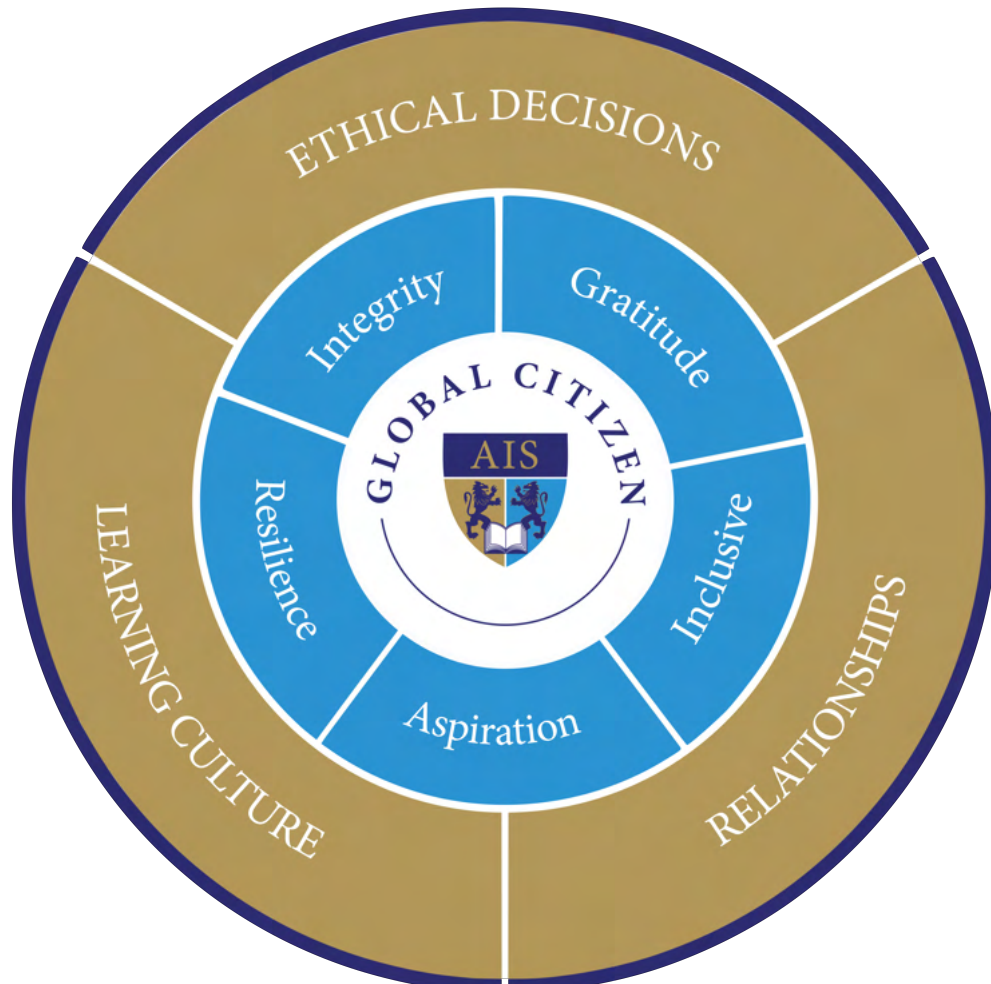 ETHICAL DECISIONS
Integrity
Gratitude
GLOBAL CITIZEN
AIS
Resilience
Inclusive
Aspiration
LEARNING CULTURE
RELATIONSHIPS